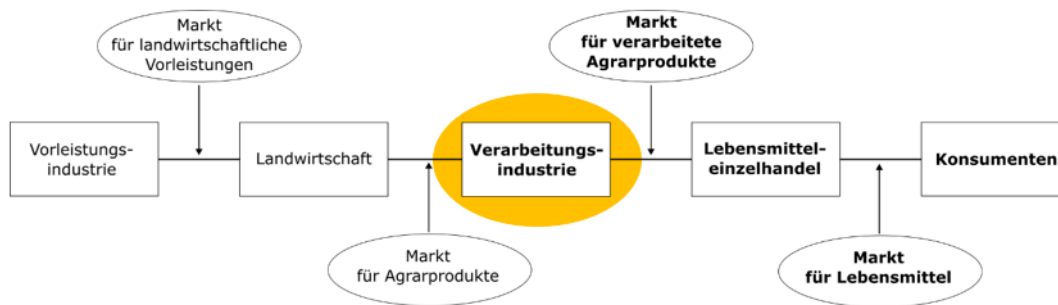 Markt
für landwirtschaftliche
Vorleistungen
Markt
für verarbeitete
Agrarprodukte
Vorleistungs-
industrie
Landwirtschaft
Verarbeitungs-
industrie
Lebensmittel-
einzelhandel
Konsumenten
Markt
für Agrarprodukte
Markt
für Lebensmittel